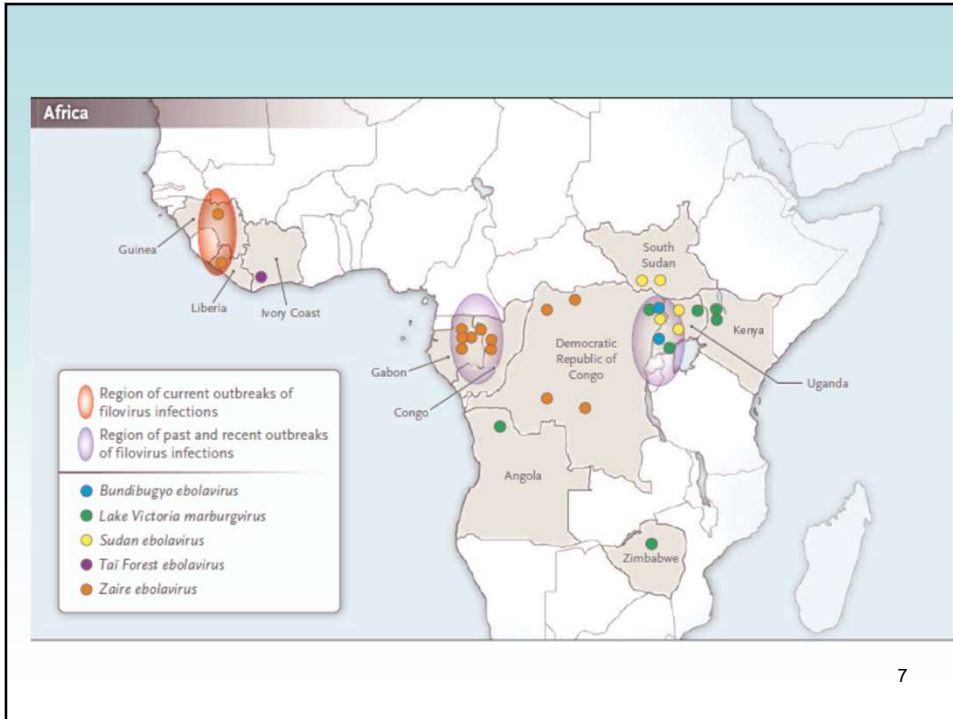 Africa
Guinea
Liberia
Ivory Coast
South
Sudan
Gabon
Congo
Democratic
Republic of
Congo
Kenya
Uganda
Angola
Zimbabwe
Region of current outbreaks of
filovirus infections
Region of past and recent outbreaks
of filovirus infections
Bundibugyo ebolavirus
Lake Victoria marburgvirus
Sudan ebolavirus
Taï Forest ebolavirus
Zaire ebolavirus
7